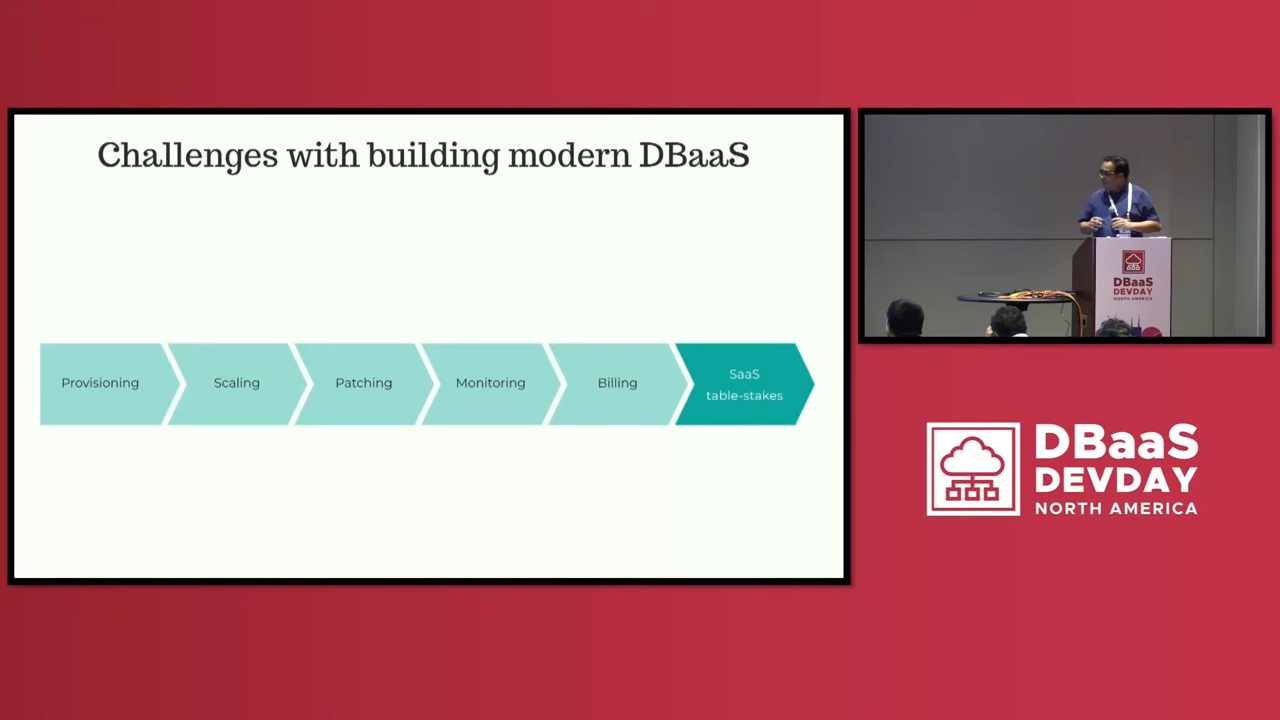 Challenges with building modern DBaaS
Provisioning
Scaling
Patching
Monitoring
Billing
SaaS
table-stakes
DBaaS
DEVDAY
NORTH AMERICA
DBaaS
DEVDAY
NORTH AMERICA